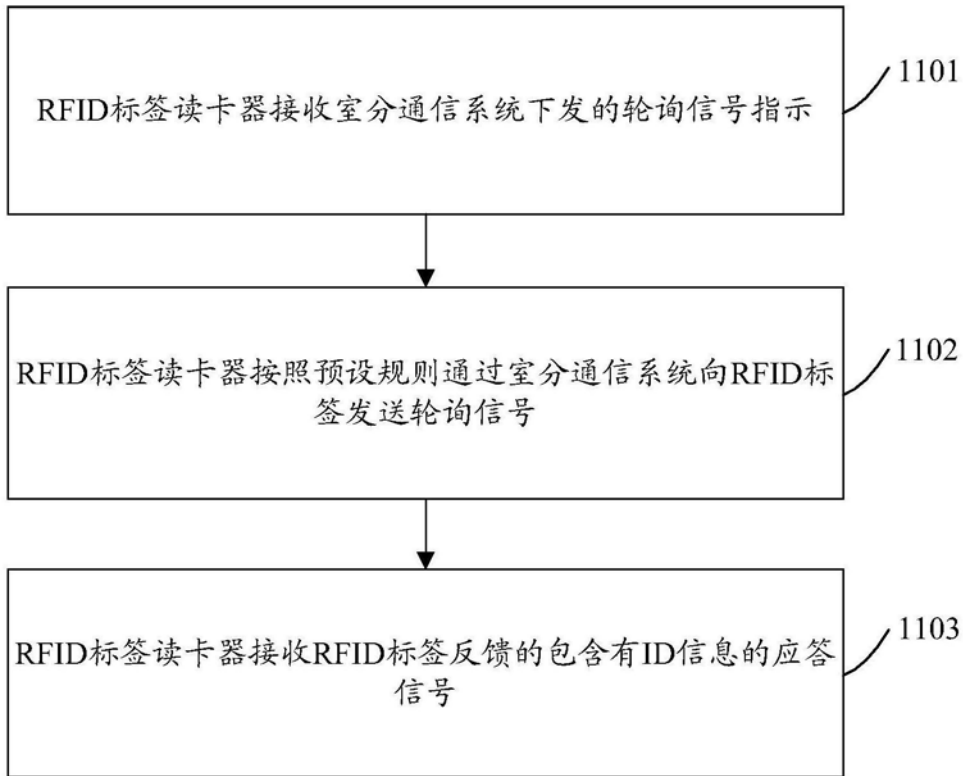 RFID标签读卡器接收室分通信系统下发的轮询信号指示
1101
RFID标签读卡器按照预设规则通过室分通信系统向RFID标
签发送轮询信号
1102
RFID标签读卡器接收RFID标签反馈的包含有ID信息的应答
信号
1103